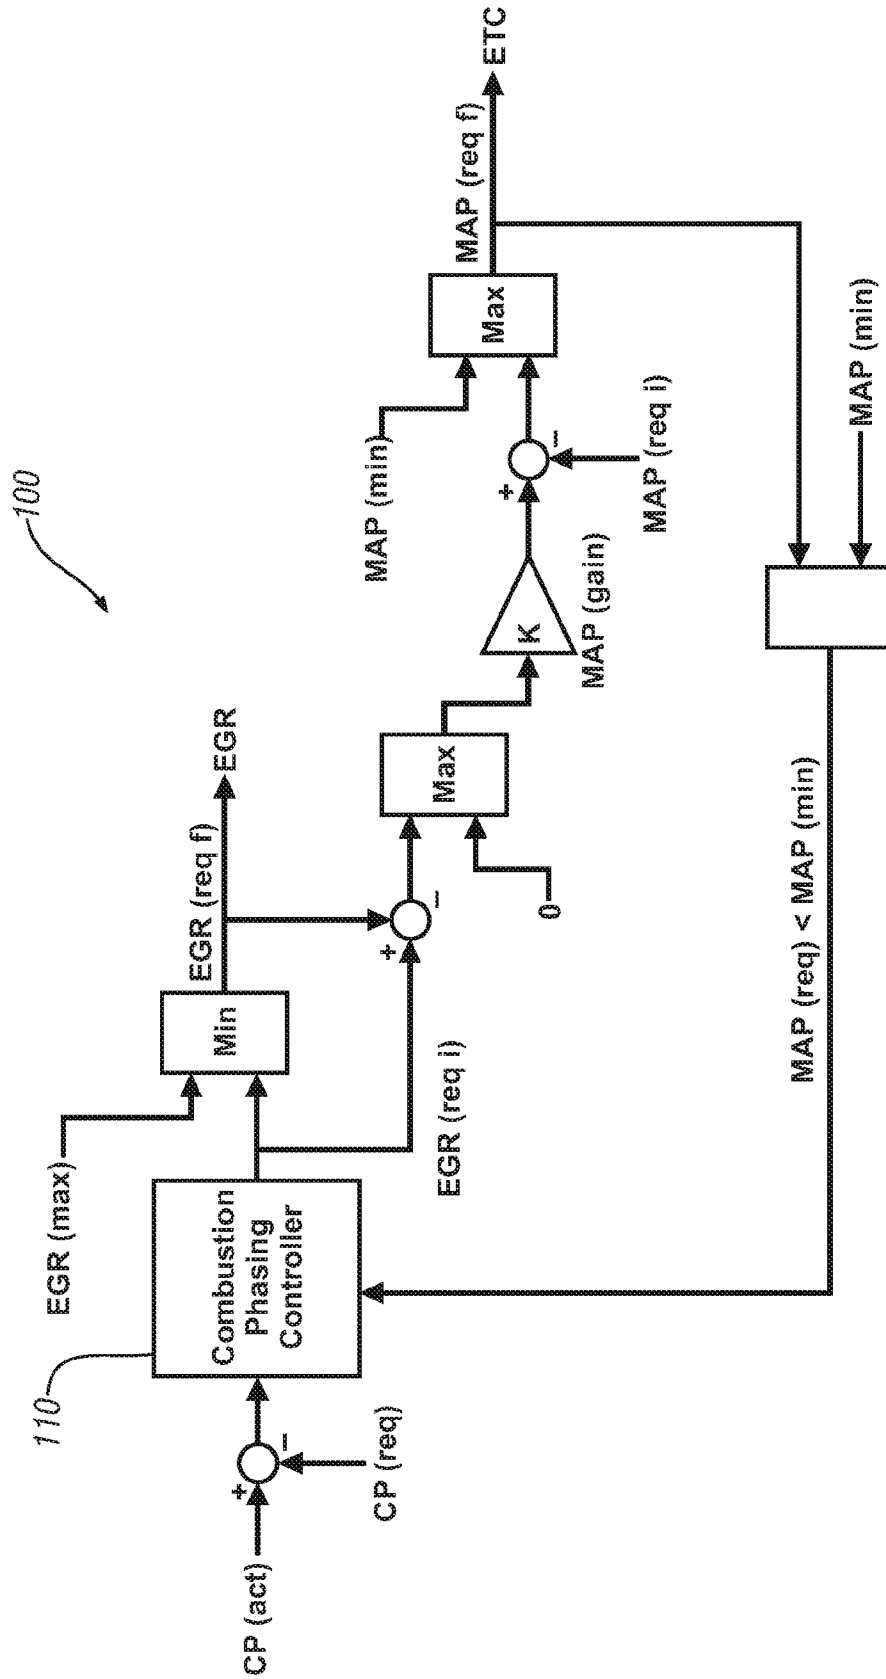 100
110
CP (act)
+
−
CP (req)
Combustion
Phasing
Controller
EGR (max)
Min
EGR (req f)
EGR
EGR (req i)
+
−
0
Max
K
MAP (gain)
+
−
MAP (req i)
MAP (min)
Max
MAP (req f)
ETC
MAP (req) < MAP (min)
MAP (min)